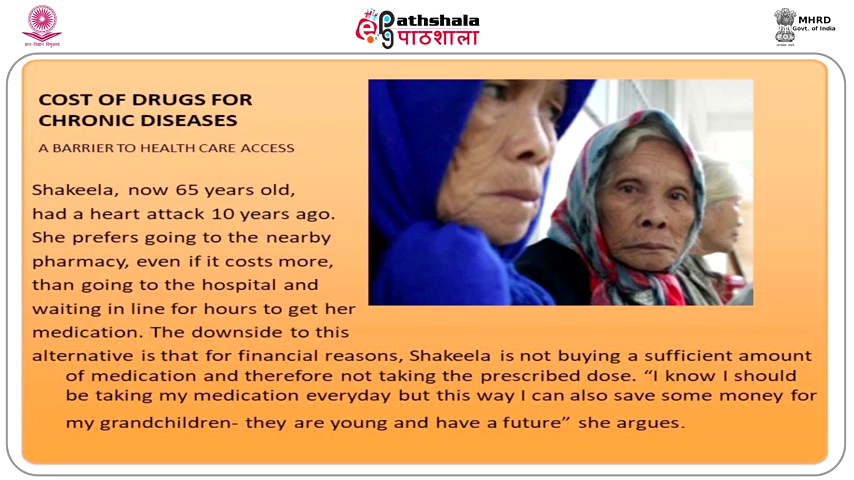 Pathshala
पाठशाला
MHRD
Govt. of India
COST OF DRUGS FOR
CHRONIC DISEASES
A BARRIER TO HEALTH CARE ACCESS
Shakeela, now 65 years old,
had a heart attack 10 years ago.
She prefers going to the nearby
pharmacy, even if it costs more,
than going to the hospital and
waiting in line for hours to get her
medication. The downside to this
alternative is that for financial reasons, Shakeela is not buying a sufficient amount
of medication and therefore not taking the prescribed dose. “I know I should
be taking my medication everyday but this way I can also save some money for
my grandchildren- they are young and have a future” she argues.